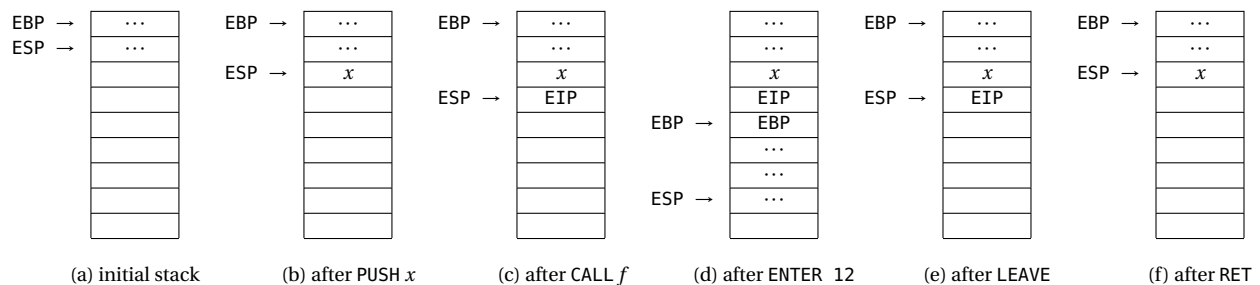 EBP → ⋯ EBP → ⋯ EBP → ⋯ ⋯ EBP → ⋯ EBP → ⋯
ESP → ⋯ ⋯ ⋯ ⋯ ⋯ ⋯
ESP → x x x x ESP → x
ESP → EIP EIP ESP → EIP
EBP → EBP
⋯
⋯
ESP → ⋯
(a) initial stack (b) after PUSH x (c) after CALL f (d) after ENTER 12 (e) after LEAVE (f) after RET